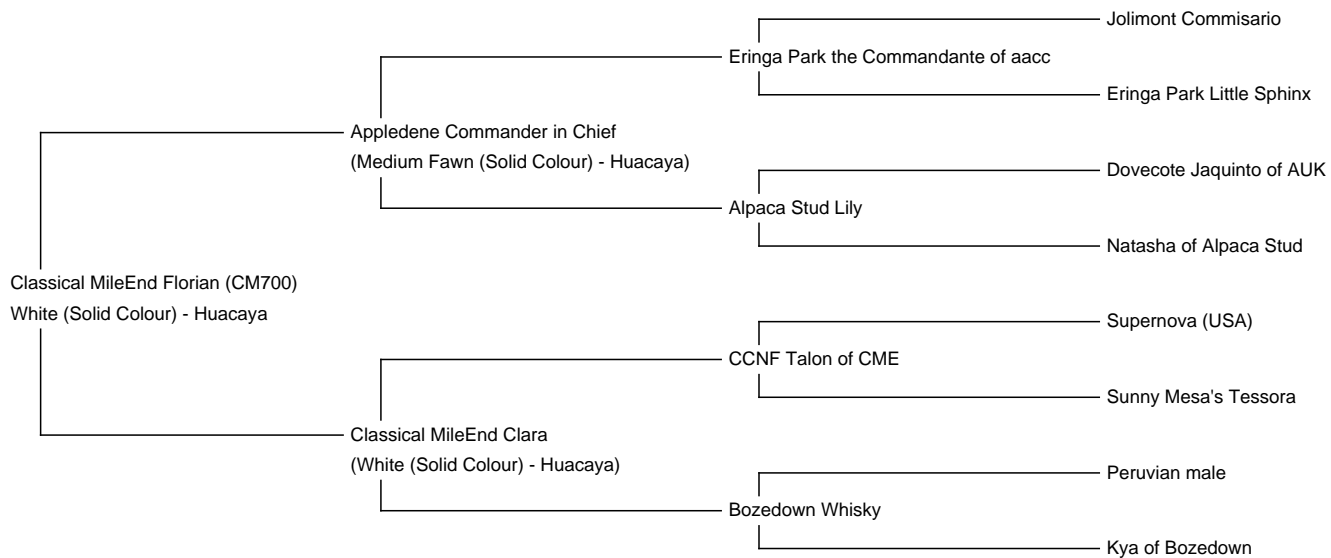 Jolimont Commisario
Eringa Park the Commandante of aacc
Eringa Park Little Sphinx
Appledene Commander in Chief
(Medium Fawn (Solid Colour) - Huacaya)
Dovecote Jaquinto of AUK
Alpaca Stud Lily
Natasha of Alpaca Stud
Classical MileEnd Florian (CM700)
White (Solid Colour) - Huacaya
Supernova (USA)
CCNF Talon of CME
Sunny Mesa's Tessora
Classical MileEnd Clara
(White (Solid Colour) - Huacaya)
Peruvian male
Bozedown Whisky
Kya of Bozedown